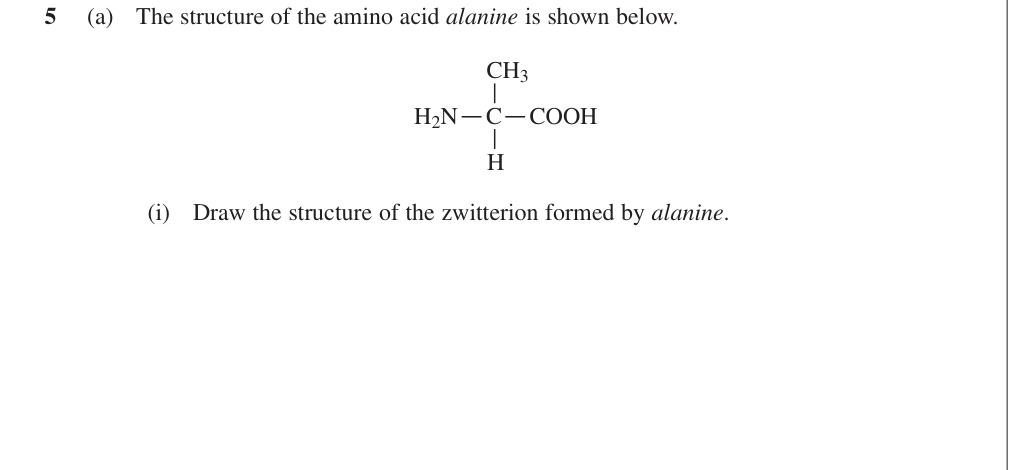 5 (a) The structure of the amino acid alanine is shown below.
CH₃
|
H₂N—C—COOH
|
H
(i) Draw the structure of the zwitterion formed by alanine.